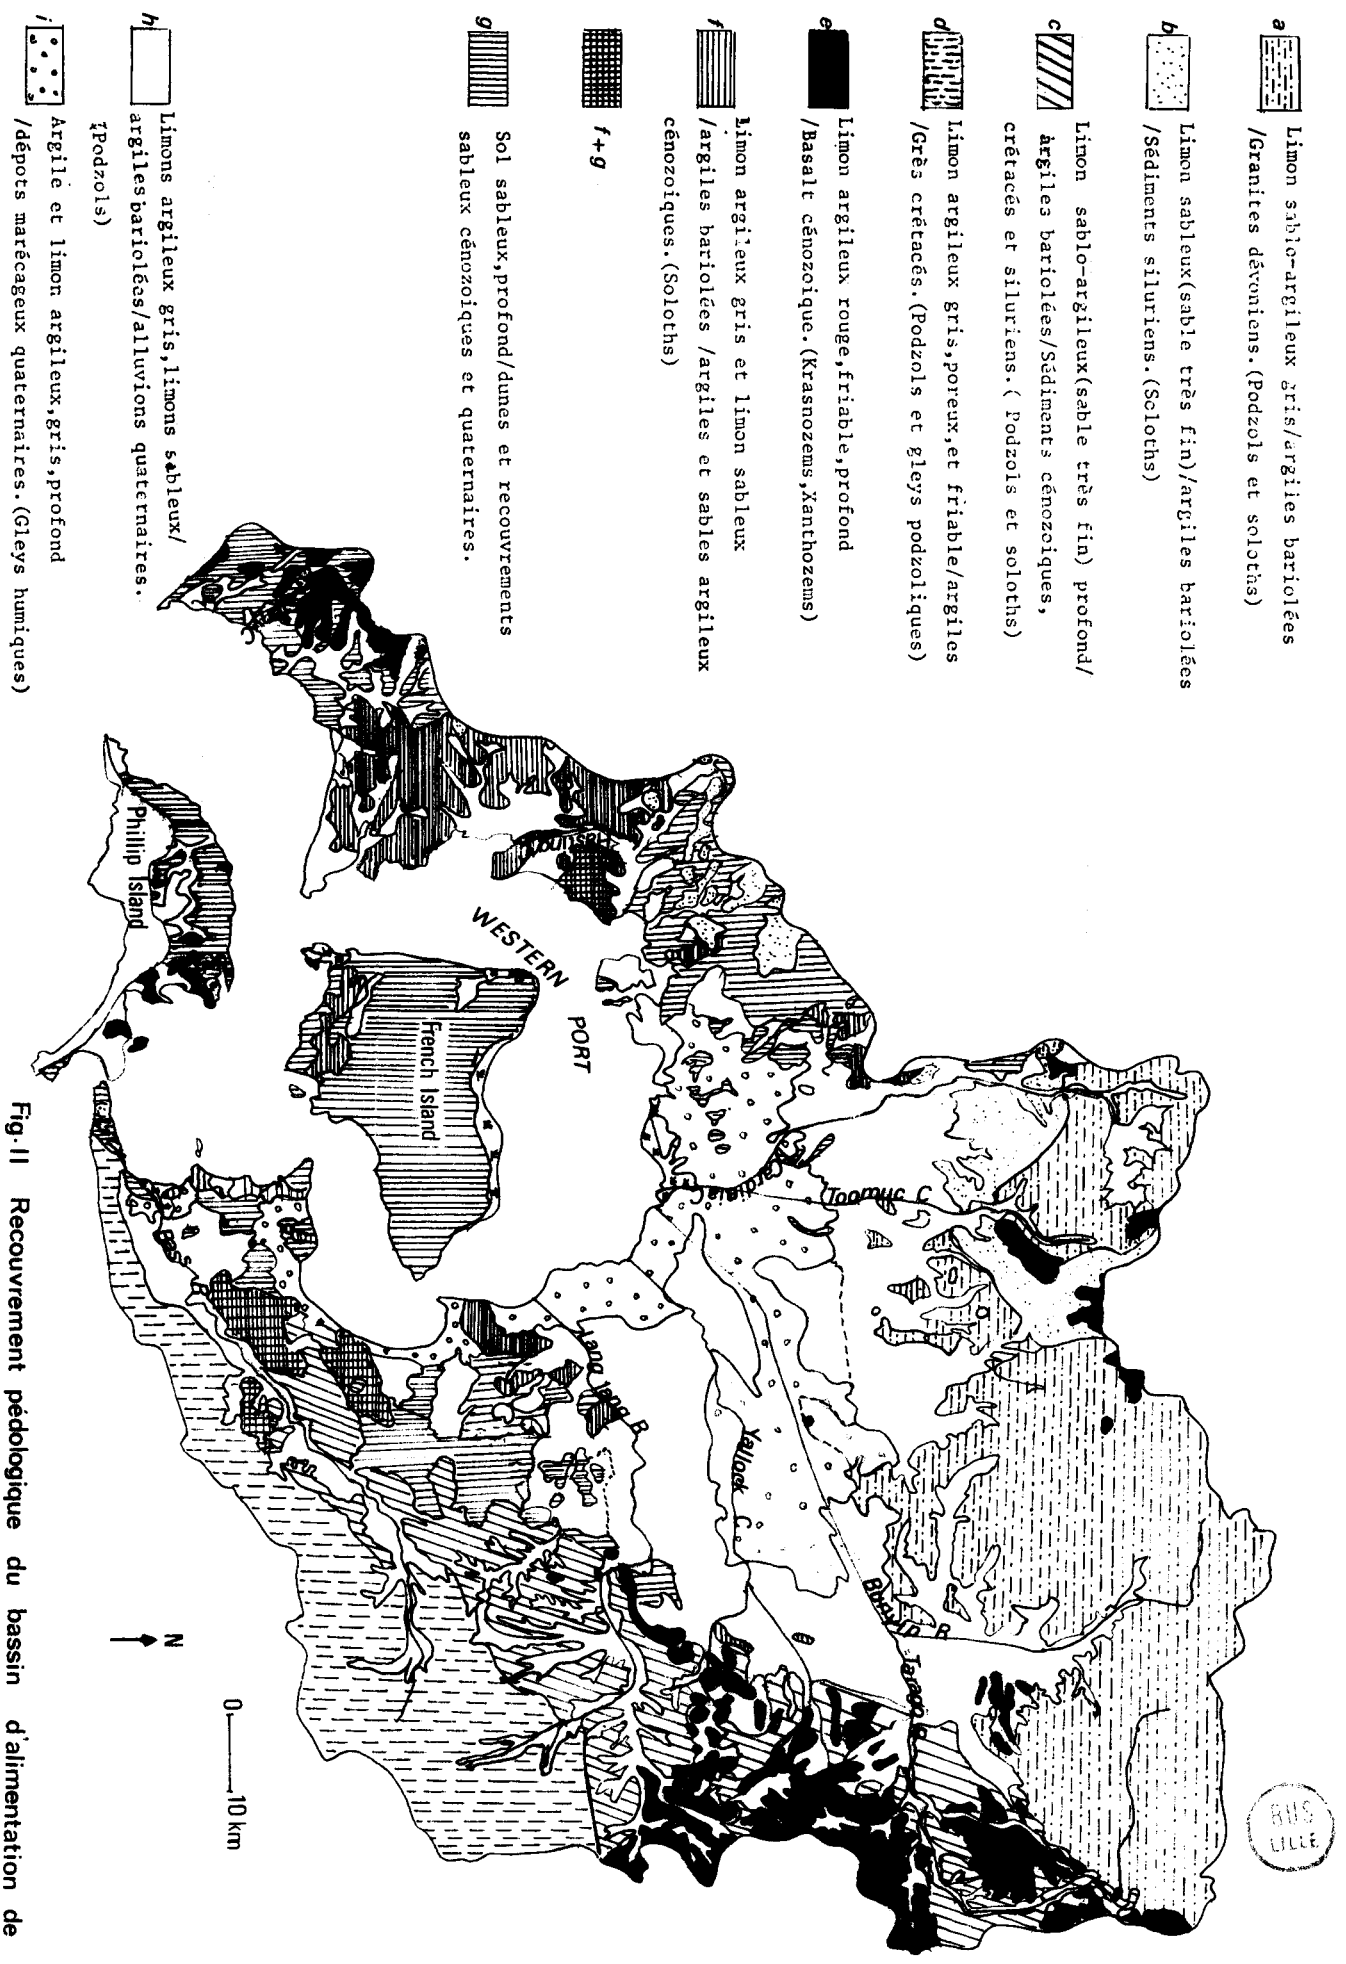 a
Limon sablo-argileux gris/argiles bariolées
/Granites dévoniens.(Podzols et soloths)
b
Limon sableux(sable très fin)/argiles bariolées
/Sédiments siluriens.(Soloths)
c
Limon sablo-argileux(sable très fin) profond/
argiles bariolées/Sédiments cénozoiques,
crétacés et siluriens.( Podzols et soloths)
d
Limon argileux gris,poreux,et friable/argiles
/Grès crétacés.(Podzols et gleys podzoliques)
e
Limon argileux rouge,friable,profond
/Basalt cénozoique.(Krasnozems,Xanthozems)
f
Limon argileux gris et limon sableux
/argiles bariolées /argiles et sables argileux
cénozoiques.(Soloths)
f+g
g
Sol sableux,profond/dunes et recouvrements
sableux cénozoiques et quaternaires.
h
Limons argileux gris,limons sableux/
argiles bariolées/alluvions quaternaires.
(Podzols)
i
Argile et limon argileux,gris,profond
/dépots marécageux quaternaires.(Gleys humiques)
Toomuc C
Cardinia C
Bunyip R
Tarago R
Yallock C
Lang Lang R
Hastings
WESTERN
PORT
French Island
Phillip Island
Bass
N
0 10 km
BUS
LILLE
Fig·II Recouvrement pédologique du bassin d'alimentation de